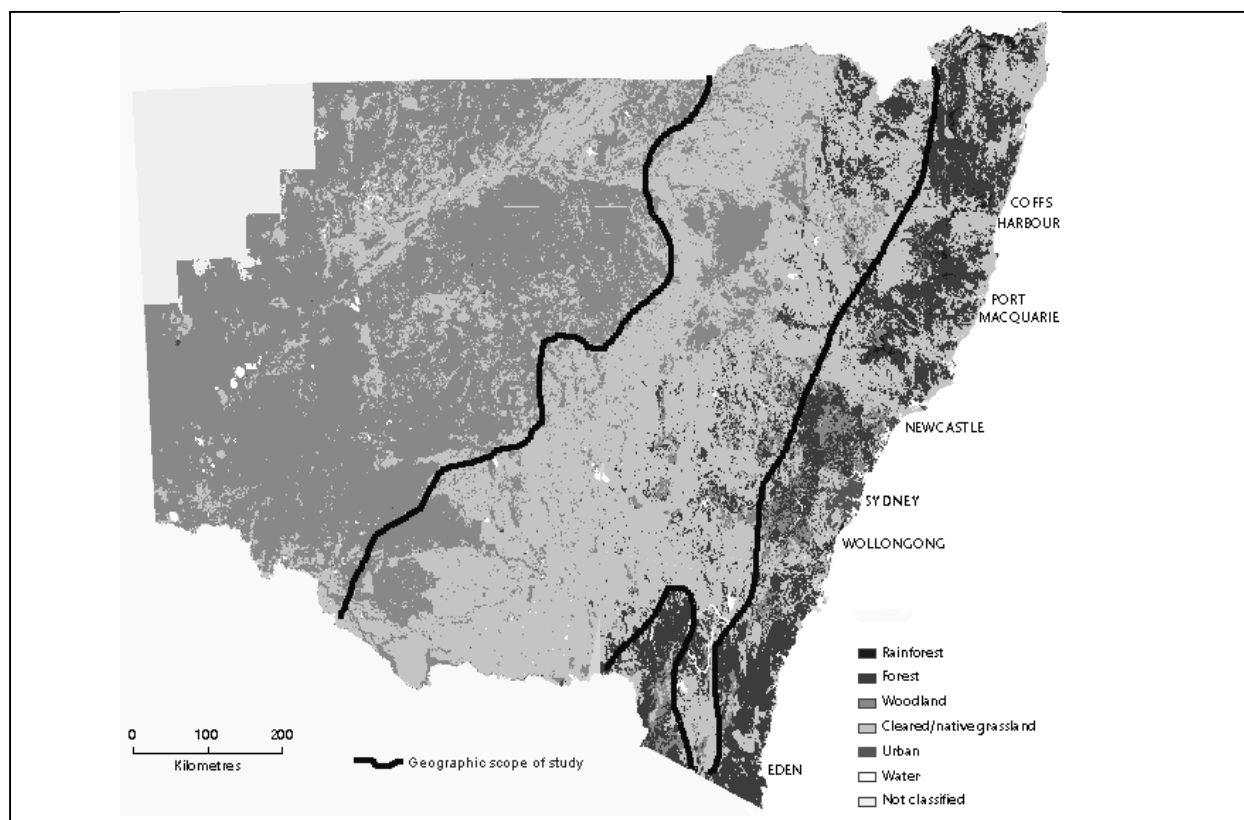 COFFS
HARBOUR
PORT
MACQUARIE
NEWCASTLE
SYDNEY
WOLLONGONG
Rainforest
Forest
Woodland
Cleared/native grassland
Urban
Water
Not classified
EDEN
0 100 200
Kilometres
Geographic scope of study